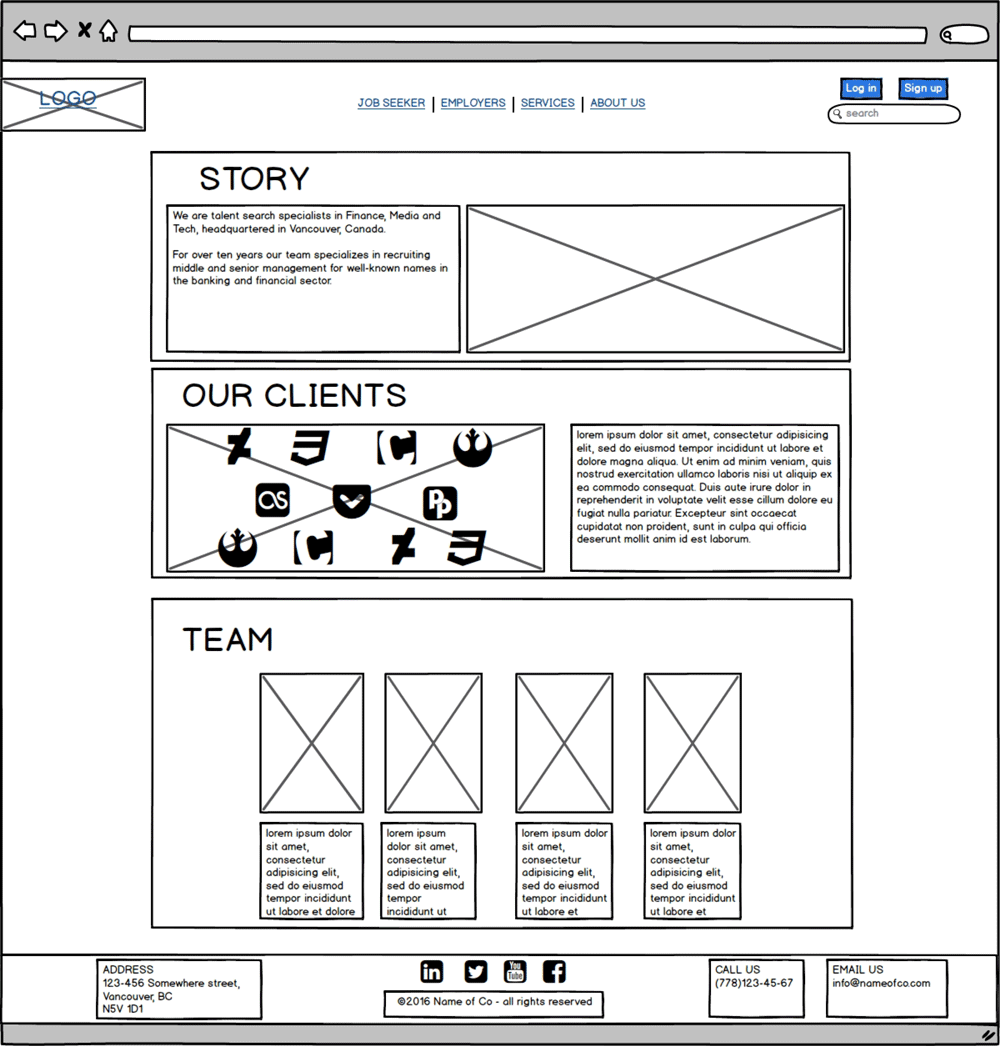 LOGO
JOB SEEKER | EMPLOYERS | SERVICES | ABOUT US
Log in
Sign up
search
STORY
We are talent search specialists in Finance, Media and
Tech, headquartered in Vancouver, Canada.
For over ten years our team specializes in recruiting
middle and senior management for well-known names in
the banking and financial sector.
OUR CLIENTS
lorem ipsum dolor sit amet, consectetur adipisicing
elit, sed do eiusmod tempor incididunt ut labore et
dolore magna aliqua. Ut enim ad minim veniam, quis
nostrud exercitation ullamco laboris nisi ut aliquip ex
ea commodo consequat. Duis aute irure dolor in
reprehenderit in voluptate velit esse cillum dolore eu
fugiat nulla pariatur. Excepteur sint occaecat
cupidatat non proident, sunt in culpa qui officia
deserunt mollit anim id est laborum.
TEAM
lorem ipsum dolor
sit amet,
consectetur
adipisicing elit,
sed do eiusmod
tempor incididunt
ut labore et dolore
lorem ipsum
dolor sit amet,
consectetur
adipisicing elit,
sed do eiusmod
tempor
incididunt ut
lorem ipsum dolor
sit amet,
consectetur
adipisicing elit,
sed do eiusmod
tempor incididunt
ut labore et
lorem ipsum dolor
sit amet,
consectetur
adipisicing elit,
sed do eiusmod
tempor incididunt
ut labore et
ADDRESS
123-456 Somewhere street,
Vancouver, BC
N5V 1D1
in
You
Tube
f
©2016 Name of Co - all rights reserved
CALL US
(778)123-45-67
EMAIL US
info@nameofco.com